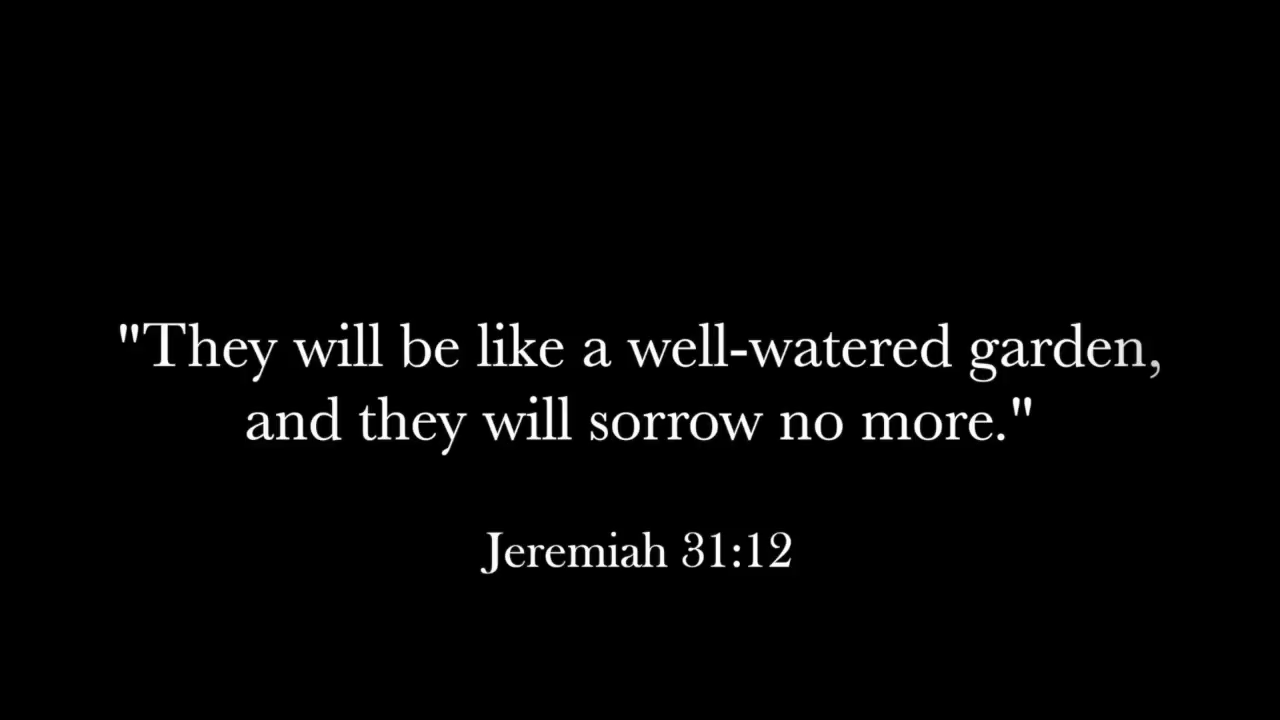 "They will be like a well-watered garden,
and they will sorrow no more."
Jeremiah 31:12